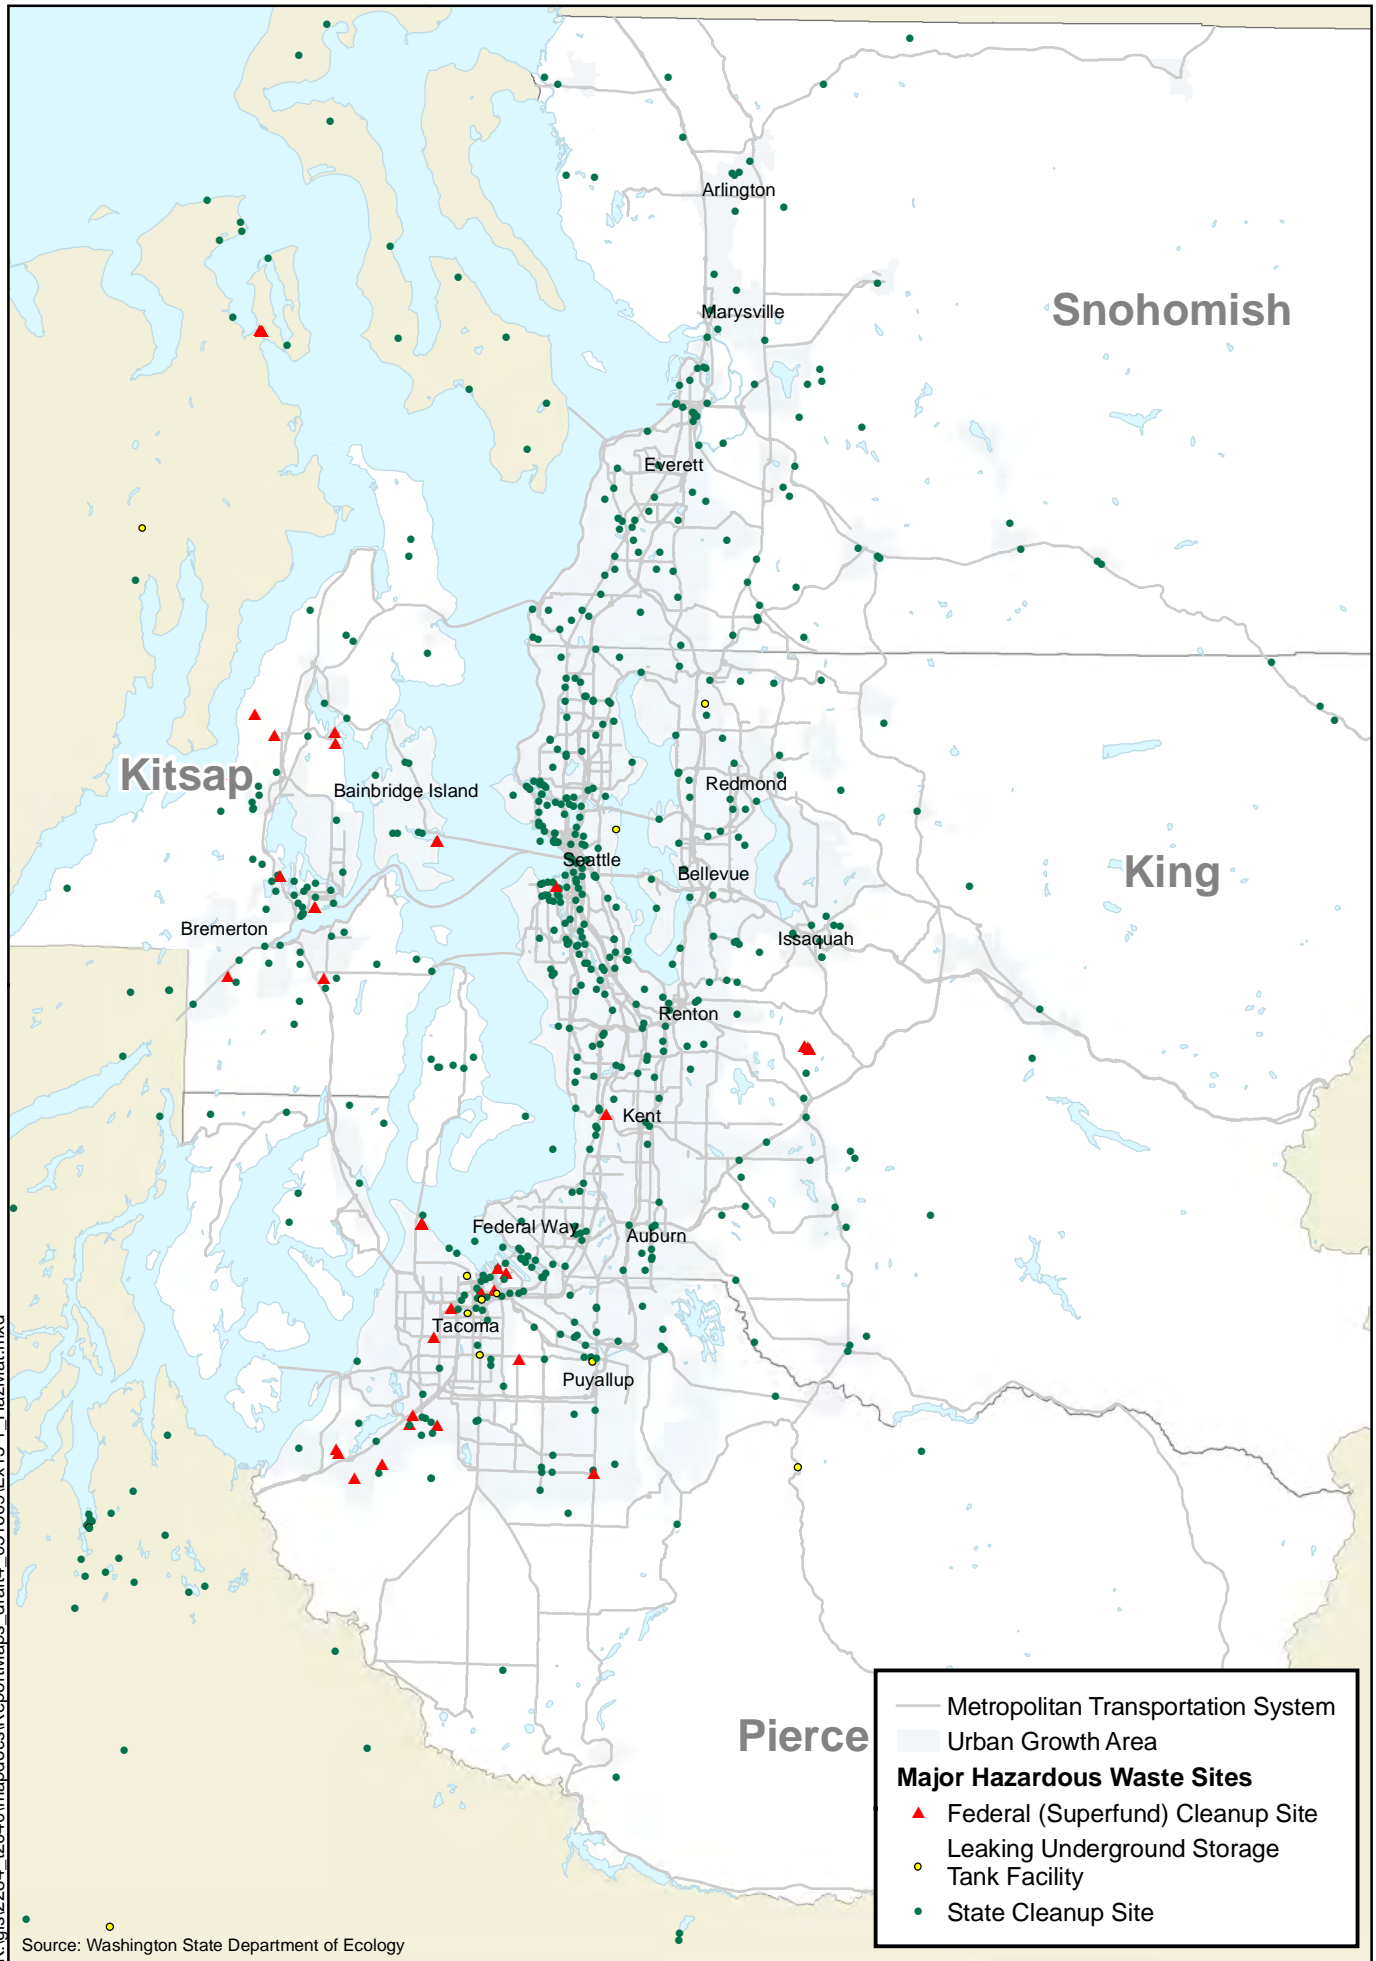 Arlington
Snohomish
Marysville
Everett
Kitsap
Bainbridge Island
Redmond
Seattle
Bellevue
King
Bremerton
Issaquah
Renton
Kent
Federal Way
Auburn
Tacoma
Puyallup
Pierce
Metropolitan Transportation System
Urban Growth Area
Major Hazardous Waste Sites
Federal (Superfund) Cleanup Site
Leaking Underground Storage
Tank Facility
State Cleanup Site
Source: Washington State Department of Ecology